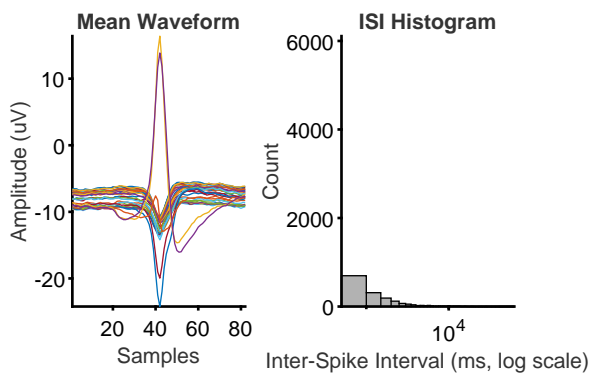 Mean Waveform
Amplitude (uV)
10
0
-10
-20
20
40
60
80
Samples
ISI Histogram
Count
6000
4000
2000
0
10^4
Inter-Spike Interval (ms, log scale)